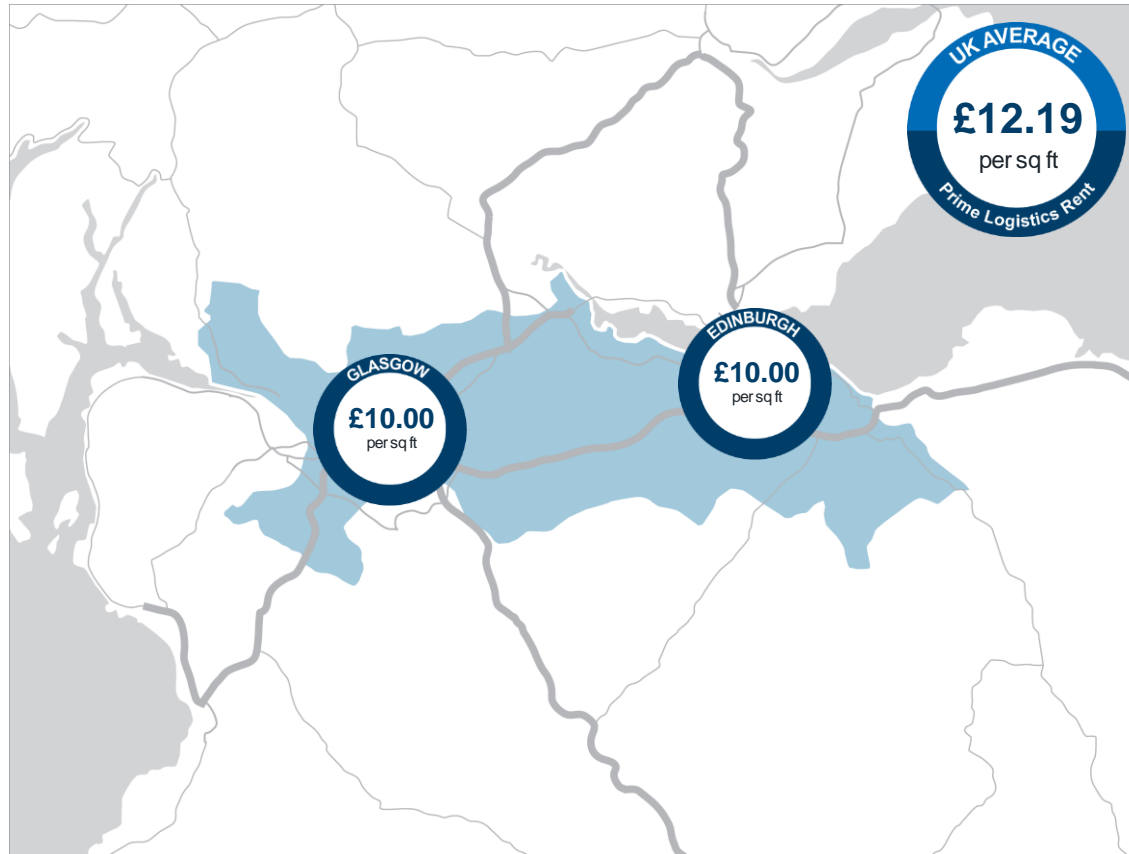 UK AVERAGE
£12.19
per sq ft
Prime Logistics Rent
EDINBURGH
£10.00
per sq ft
GLASGOW
£10.00
per sq ft